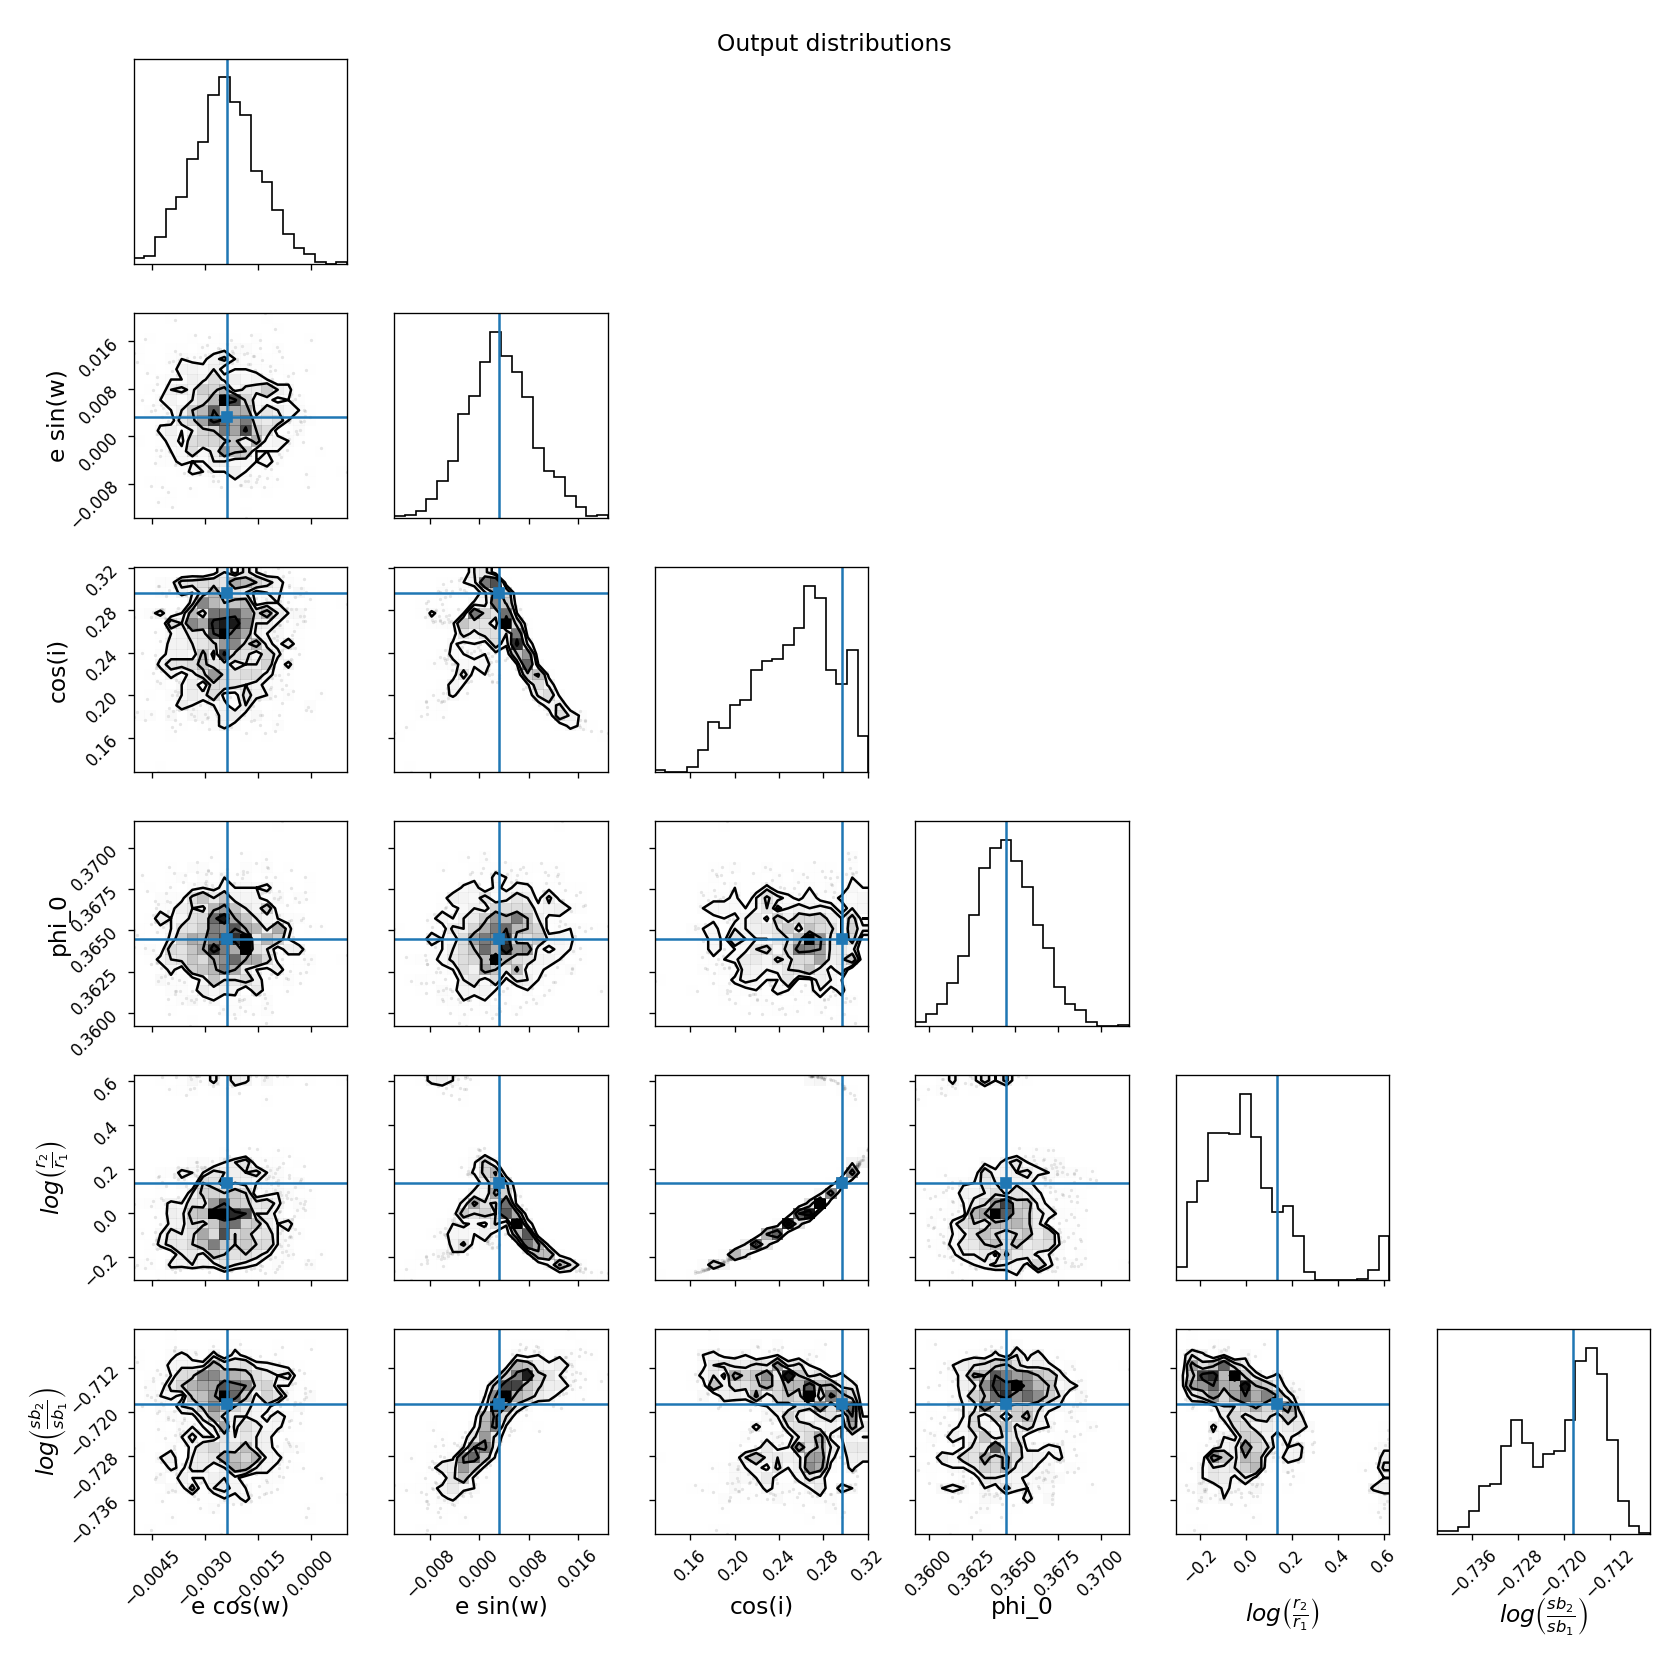 Output distributions
e sin(w)
0.016
0.008
0.000
−0.008
cos(i)
0.32
0.28
0.24
0.20
0.16
phi_0
0.3700
0.3675
0.3650
0.3625
0.3600
log(r2/r1)
0.6
0.4
0.2
0.0
−0.2
log(sb2/sb1)
−0.712
−0.720
−0.728
−0.736
−0.0045 −0.0030 −0.0015 0.0000
−0.008 0.000 0.008 0.016
0.16 0.20 0.24 0.28 0.32
0.3600 0.3625 0.3650 0.3675 0.3700
−0.2 0.0 0.2 0.4 0.6
−0.736 −0.728 −0.720 −0.712
e cos(w)
e sin(w)
cos(i)
phi_0
log(r2/r1)
log(sb2/sb1)